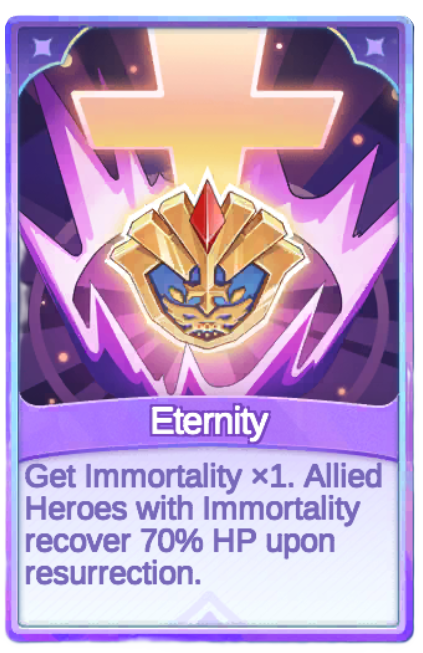 Eternity
Get Immortality ×1. Allied
Heroes with Immortality
recover 70% HP upon
resurrection.